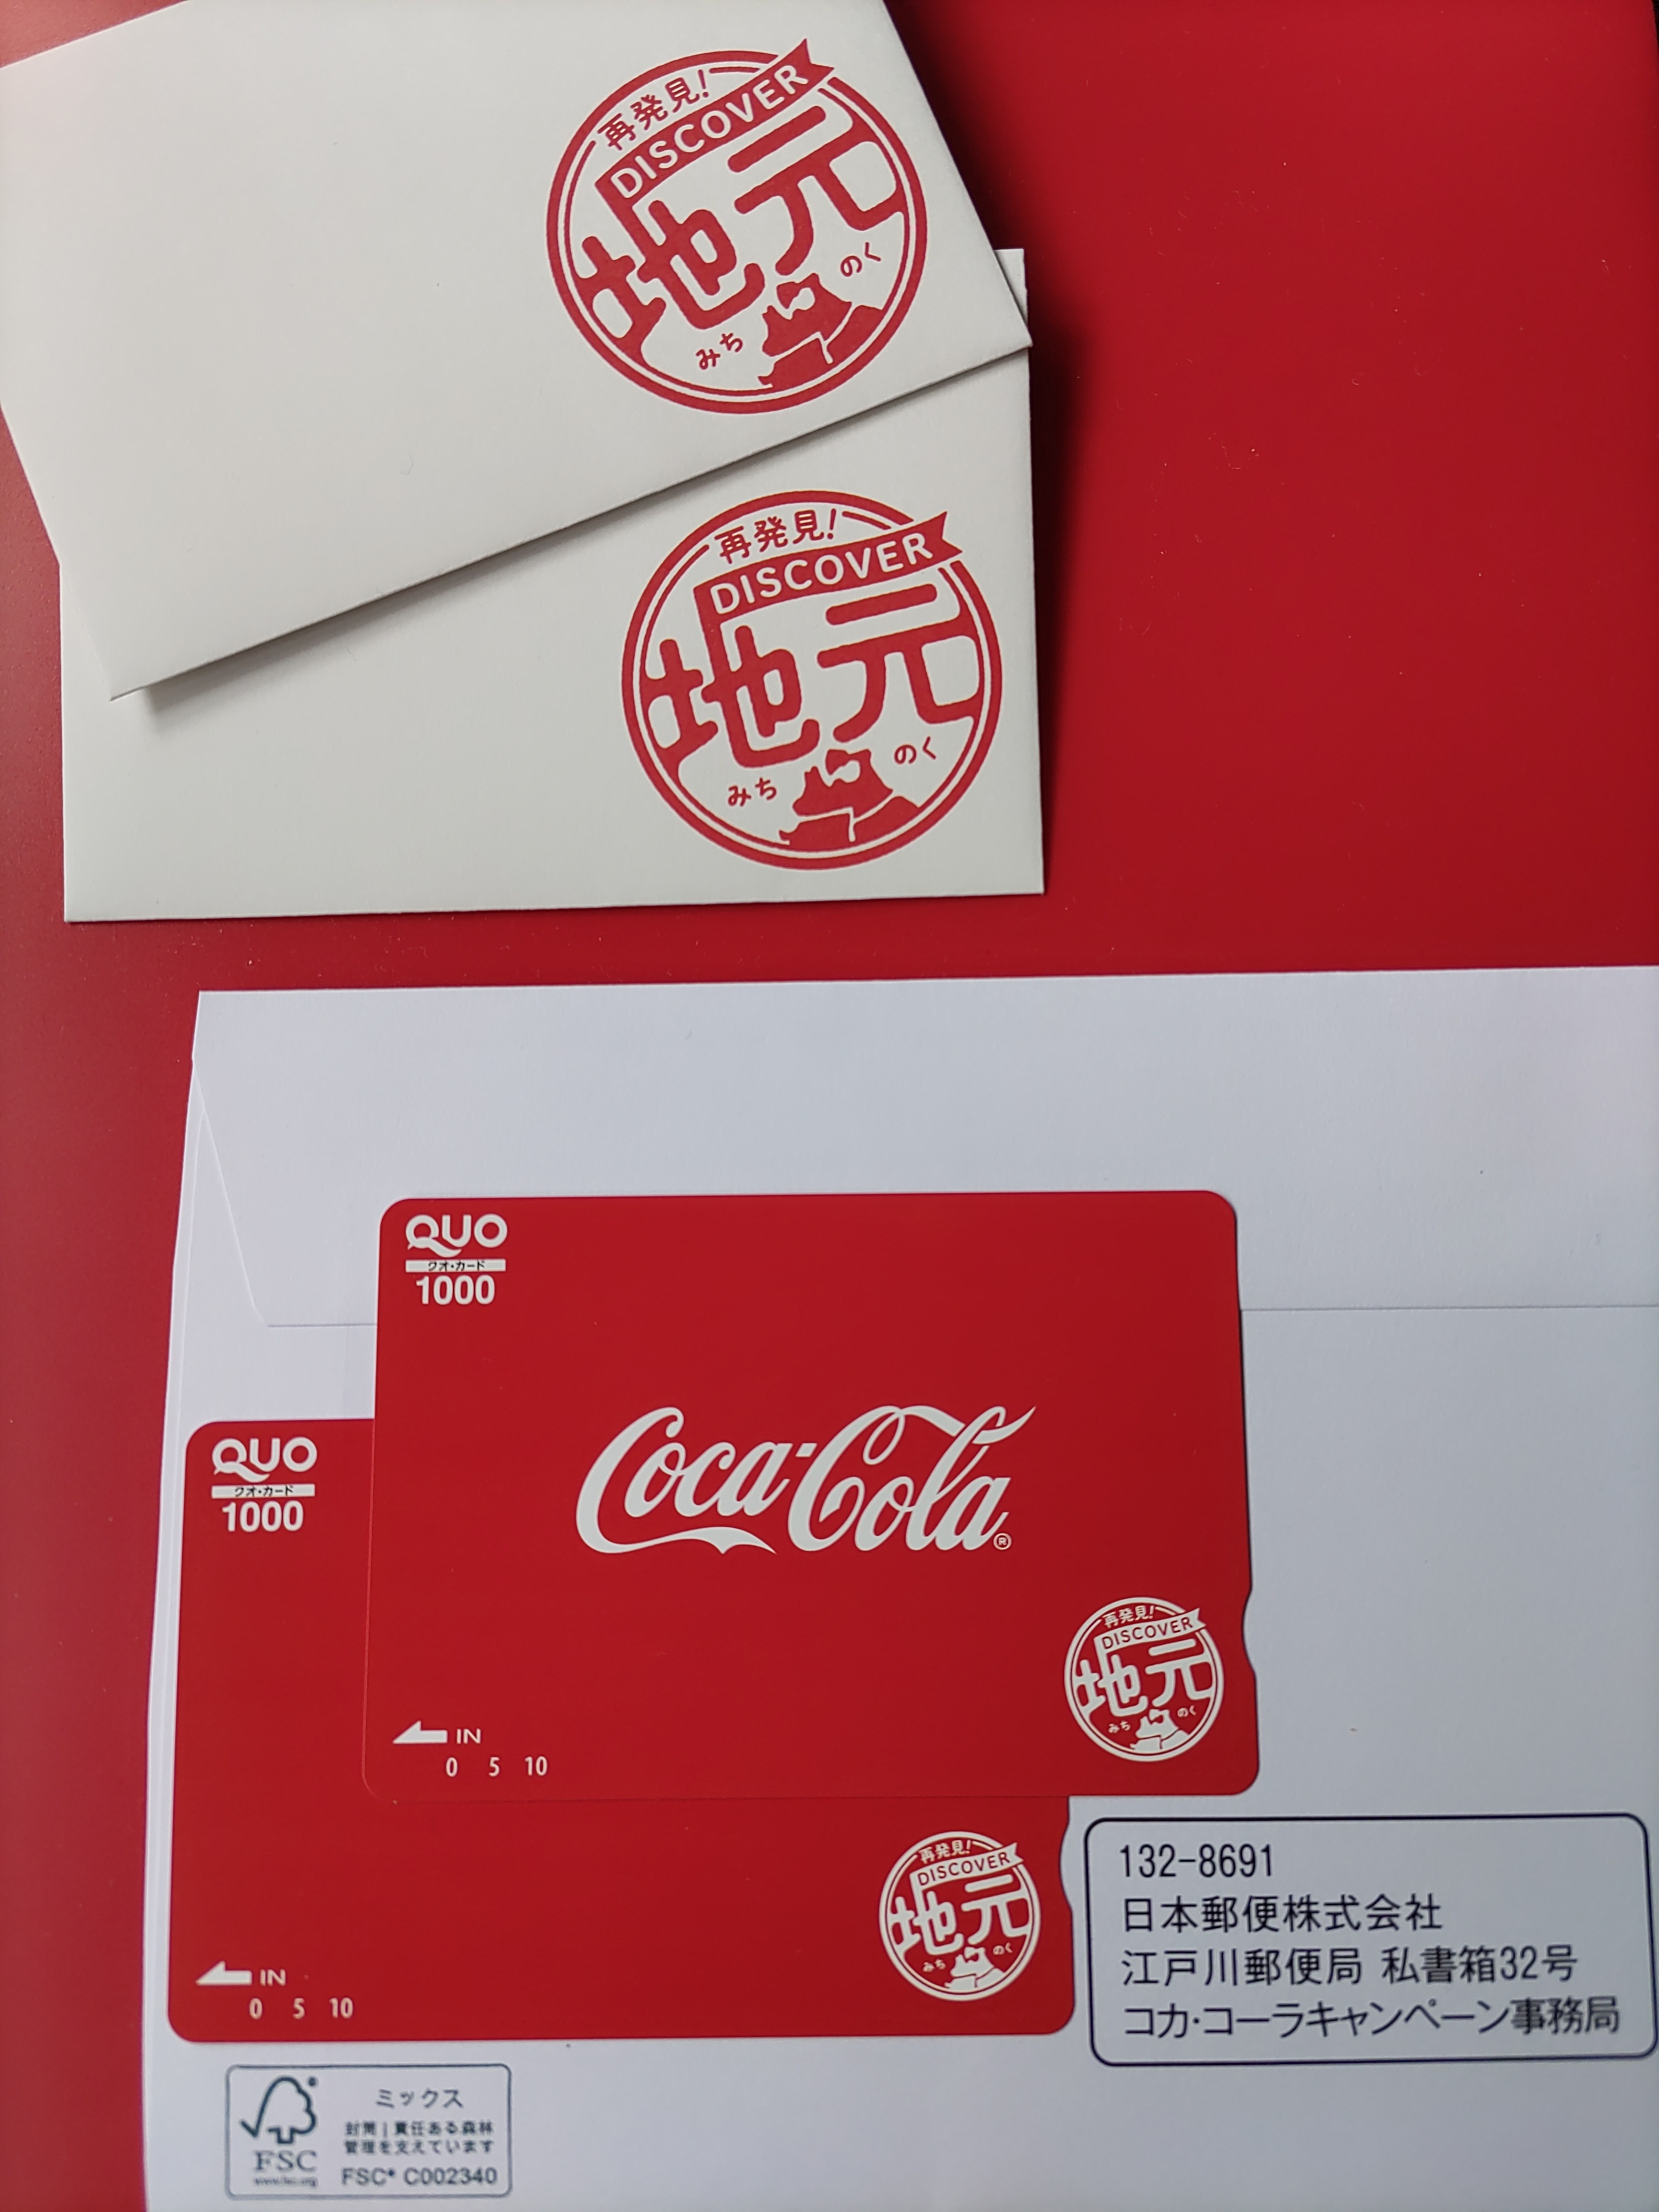 再発見!
DISCOVER
地元
みちのく
再発見!
DISCOVER
地元
みちのく
QUO
クオ・カード
1000
Coca-Cola®
再発見!
DISCOVER
地元
みちのく
IN
0 5 10
QUO
クオ・カード
1000
再発見!
DISCOVER
地元
みちのく
IN
0 5 10
132-8691
日本郵便株式会社
江戸川郵便局 私書箱32号
コカ・コーラキャンペーン事務局
ミックス
封筒|責任ある森林
管理を支えています
FSC® C002340
FSC
www.fsc.org